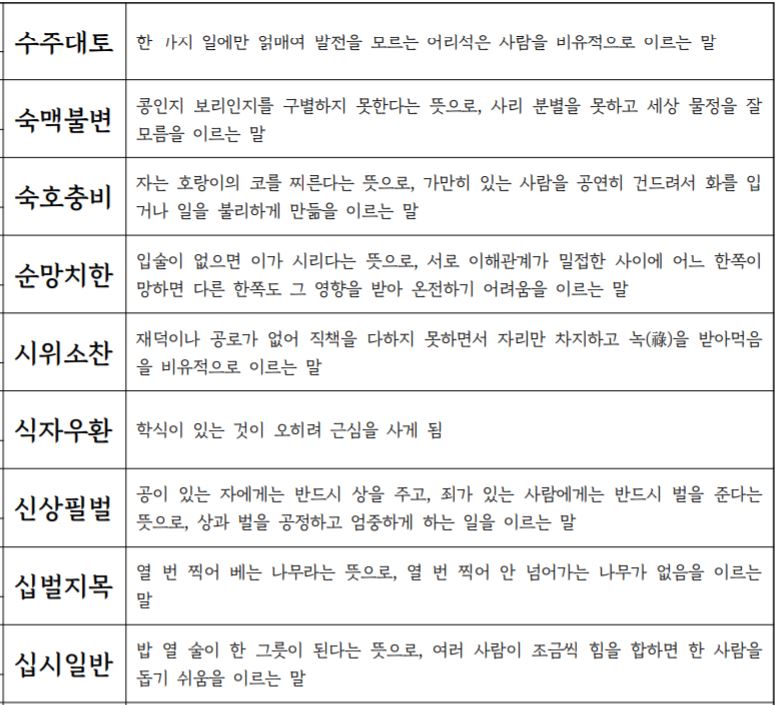 수주대토
한 가지 일에만 얽매여 발전을 모르는 어리석은 사람을 비유적으로 이르는 말
숙맥불변
콩인지 보리인지를 구별하지 못한다는 뜻으로, 사리 분별을 못하고 세상 물정을 잘
모름을 이르는 말
숙호충비
자는 호랑이의 코를 찌른다는 뜻으로, 가만히 있는 사람을 공연히 건드려서 화를 입
거나 일을 불리하게 만듦을 이르는 말
순망치한
입술이 없으면 이가 시리다는 뜻으로, 서로 이해관계가 밀접한 사이에 어느 한쪽이
망하면 다른 한쪽도 그 영향을 받아 온전하기 어려움을 이르는 말
시위소찬
재덕이나 공로가 없어 직책을 다하지 못하면서 자리만 차지하고 녹(祿)을 받아먹음
을 비유적으로 이르는 말
식자우환
학식이 있는 것이 오히려 근심을 사게 됨
신상필벌
공이 있는 자에게는 반드시 상을 주고, 죄가 있는 사람에게는 반드시 벌을 준다는
뜻으로, 상과 벌을 공정하고 엄중하게 하는 일을 이르는 말
십벌지목
열 번 찍어 베는 나무라는 뜻으로, 열 번 찍어 안 넘어가는 나무가 없음을 이르는
말
십시일반
밥 열 술이 한 그릇이 된다는 뜻으로, 여러 사람이 조금씩 힘을 합하면 한 사람을
돕기 쉬움을 이르는 말